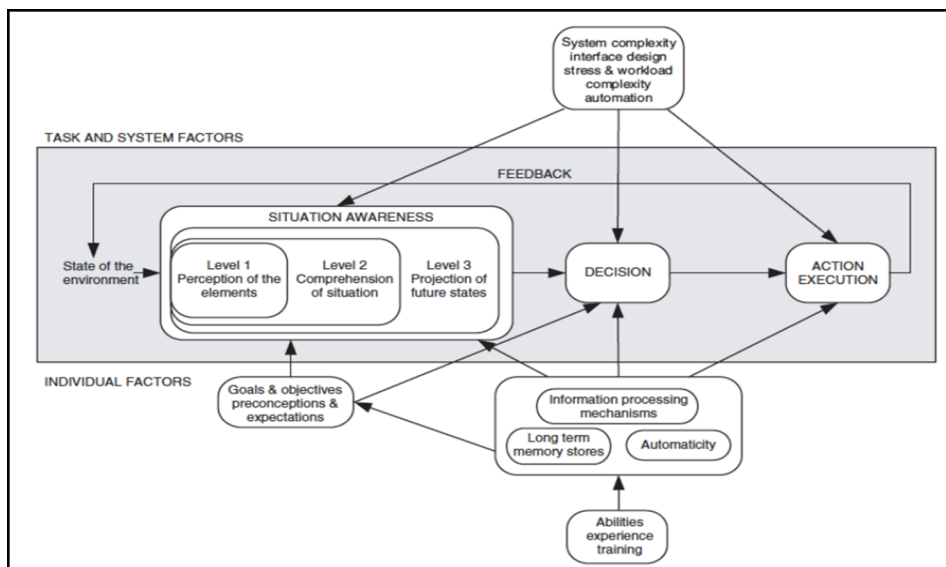 System complexity
interface design
stress & workload
complexity
automation
TASK AND SYSTEM FACTORS
FEEDBACK
SITUATION AWARENESS
State of the
environment
Level 1
Perception of the
elements
Level 2
Comprehension
of situation
Level 3
Projection of
future states
DECISION
ACTION
EXECUTION
INDIVIDUAL FACTORS
Goals & objectives
preconceptions &
expectations
Information processing
mechanisms
Long term
memory stores
Automaticity
Abilities
experience
training